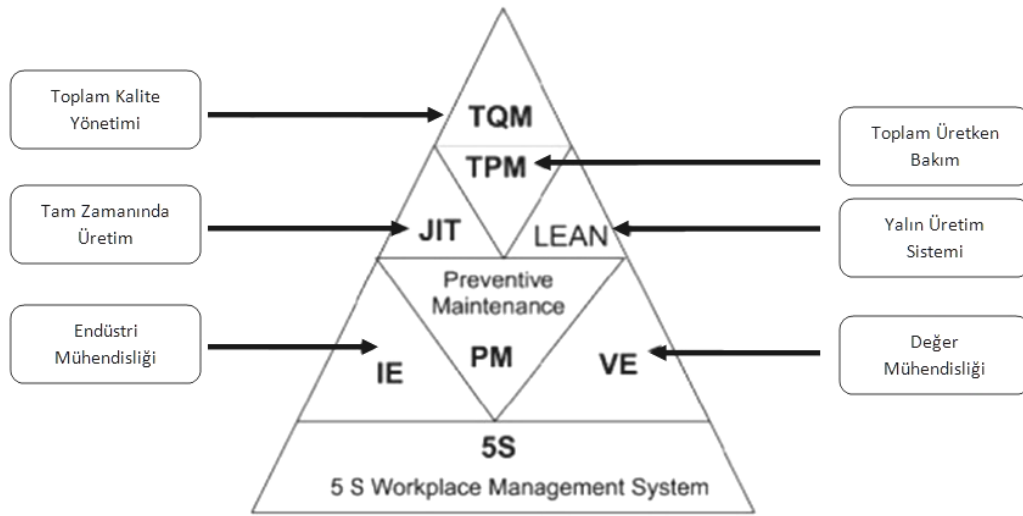 Toplam Kalite
Yönetimi
TQM
Toplam Üretken
Bakım
TPM
Tam Zamanında
Üretim
JIT
LEAN
Yalın Üretim
Sistemi
Preventive
Maintenance
Endüstri
Mühendisliği
IE
PM
VE
Değer
Mühendisliği
5S
5 S Workplace Management System